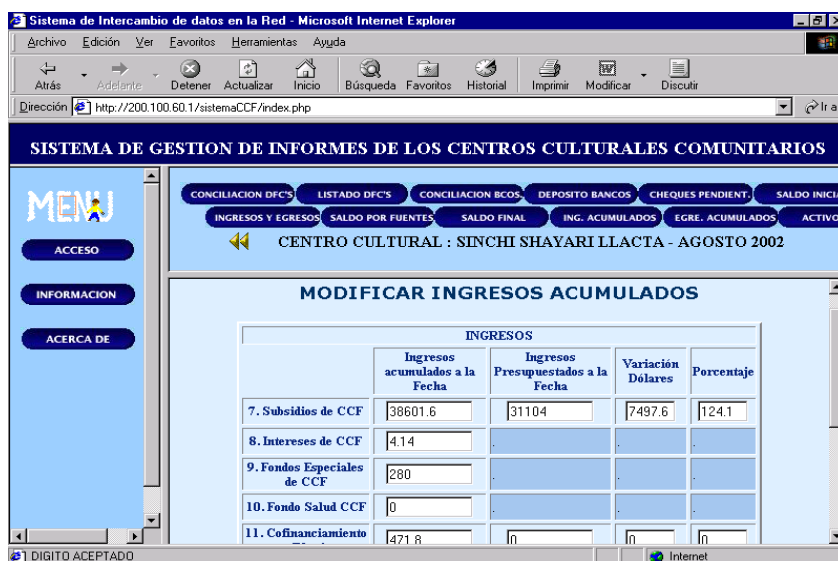 Sistema de Intercambio de datos en la Red - Microsoft Internet Explorer
Archivo Edición Ver Favoritos Herramientas Ayuda
Atrás Adelante Detener Actualizar Inicio Búsqueda Favoritos Historial Imprimir Modificar Discutir
Dirección http://200.100.60.1/sistemaCCF/index.php Ir a
SISTEMA DE GESTION DE INFORMES DE LOS CENTROS CULTURALES COMUNITARIOS
MENU
ACCESO
INFORMACION
ACERCA DE
CONCILIACION DFC'S LISTADO DFC'S CONCILIACION BCOS. DEPOSITO BANCOS CHEQUES PENDIENT. SALDO INICIA
INGRESOS Y EGRESOS SALDO POR FUENTES SALDO FINAL ING. ACUMULADOS EGRE. ACUMULADOS ACTIVO
CENTRO CULTURAL : SINCHI SHAYARI LLACTA - AGOSTO 2002
MODIFICAR INGRESOS ACUMULADOS
INGRESOS
Ingresos acumulados a la Fecha
Ingresos Presupuestados a la Fecha
Variación Dólares
Porcentaje
7. Subsidios de CCF 38601.6 31104 7497.6 124.1
8. Intereses de CCF 4.14 . . .
9. Fondos Especiales de CCF 280 . . .
10. Fondo Salud CCF 0 . . .
11. Cofinanciamiento 471.8 0 0 0
DIGITO ACEPTADO Internet